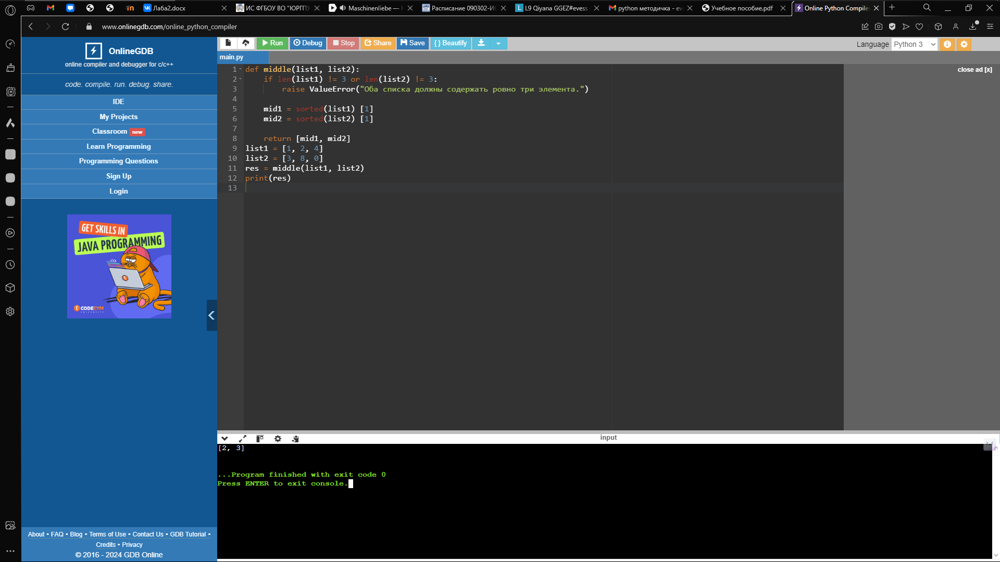 Лаба2.docx
ИС ФГБОУ ВО "ЮРГПУ
Maschinenliebe —
Расписание 090302-ИС
L9 Qiyana GGEZ#evess
python методичка - ev
Учебное пособие.pdf
Online Python Compile
www.onlinegdb.com/online_python_compiler
OnlineGDB
online compiler and debugger for c/c++
code. compile. run. debug. share.
IDE
My Projects
Classroom new
Learn Programming
Programming Questions
Sign Up
Login
GET SKILLS IN
JAVA PROGRAMMING
CODEGYM
UNIVERSITY
About • FAQ • Blog • Terms of Use • Contact Us • GDB Tutorial •
Credits • Privacy
© 2016 - 2024 GDB Online
Run Debug Stop Share Save { } Beautify
Language Python 3
main.py
close ad [x]
1 def middle(list1, list2):
2 if len(list1) != 3 or len(list2) != 3:
3 raise ValueError("Оба списка должны содержать ровно три элемента.")
4
5 mid1 = sorted(list1) [1]
6 mid2 = sorted(list2) [1]
7
8 return [mid1, mid2]
9 list1 = [1, 2, 4]
10 list2 = [3, 8, 0]
11 res = middle(list1, list2)
12 print(res)
13
input
[2, 3]
...Program finished with exit code 0
Press ENTER to exit console.